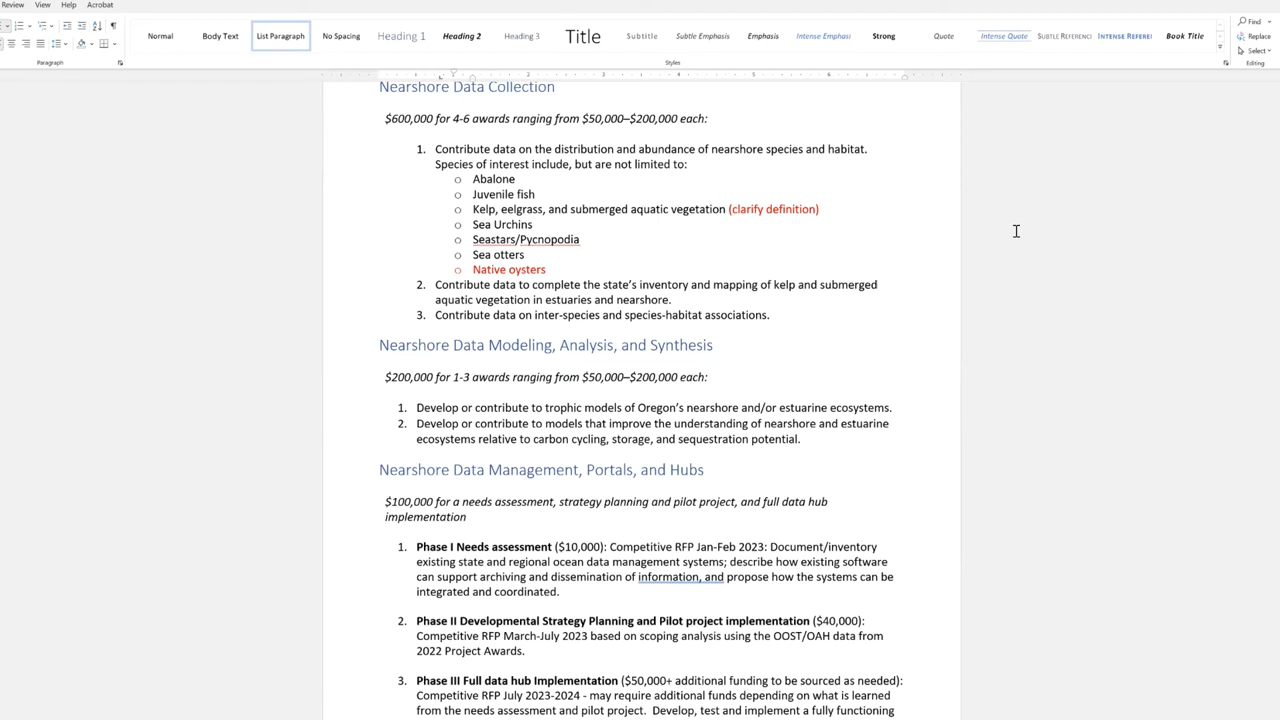 Review View Help Acrobat
Normal Body Text List Paragraph No Spacing Heading 1 Heading 2 Heading 3 Title Subtitle Subtle Emphasis Emphasis Intense Emphasi Strong Quote Intense Quote SUBTLE REFERENC INTENSE REFERE Book Title
Find
Replace
Select
Paragraph Styles Editing
Nearshore Data Collection
$600,000 for 4-6 awards ranging from $50,000–$200,000 each:
1. Contribute data on the distribution and abundance of nearshore species and habitat.
Species of interest include, but are not limited to:
o Abalone
o Juvenile fish
o Kelp, eelgrass, and submerged aquatic vegetation (clarify definition)
o Sea Urchins
o Seastars/Pycnopodia
o Sea otters
o Native oysters
2. Contribute data to complete the state's inventory and mapping of kelp and submerged
aquatic vegetation in estuaries and nearshore.
3. Contribute data on inter-species and species-habitat associations.
Nearshore Data Modeling, Analysis, and Synthesis
$200,000 for 1-3 awards ranging from $50,000–$200,000 each:
1. Develop or contribute to trophic models of Oregon's nearshore and/or estuarine ecosystems.
2. Develop or contribute to models that improve the understanding of nearshore and estuarine
ecosystems relative to carbon cycling, storage, and sequestration potential.
Nearshore Data Management, Portals, and Hubs
$100,000 for a needs assessment, strategy planning and pilot project, and full data hub
implementation
1. Phase I Needs assessment ($10,000): Competitive RFP Jan-Feb 2023: Document/inventory
existing state and regional ocean data management systems; describe how existing software
can support archiving and dissemination of information, and propose how the systems can be
integrated and coordinated.
2. Phase II Developmental Strategy Planning and Pilot project implementation ($40,000):
Competitive RFP March-July 2023 based on scoping analysis using the OOST/OAH data from
2022 Project Awards.
3. Phase III Full data hub Implementation ($50,000+ additional funding to be sourced as needed):
Competitive RFP July 2023-2024 - may require additional funds depending on what is learned
from the needs assessment and pilot project. Develop, test and implement a fully functioning